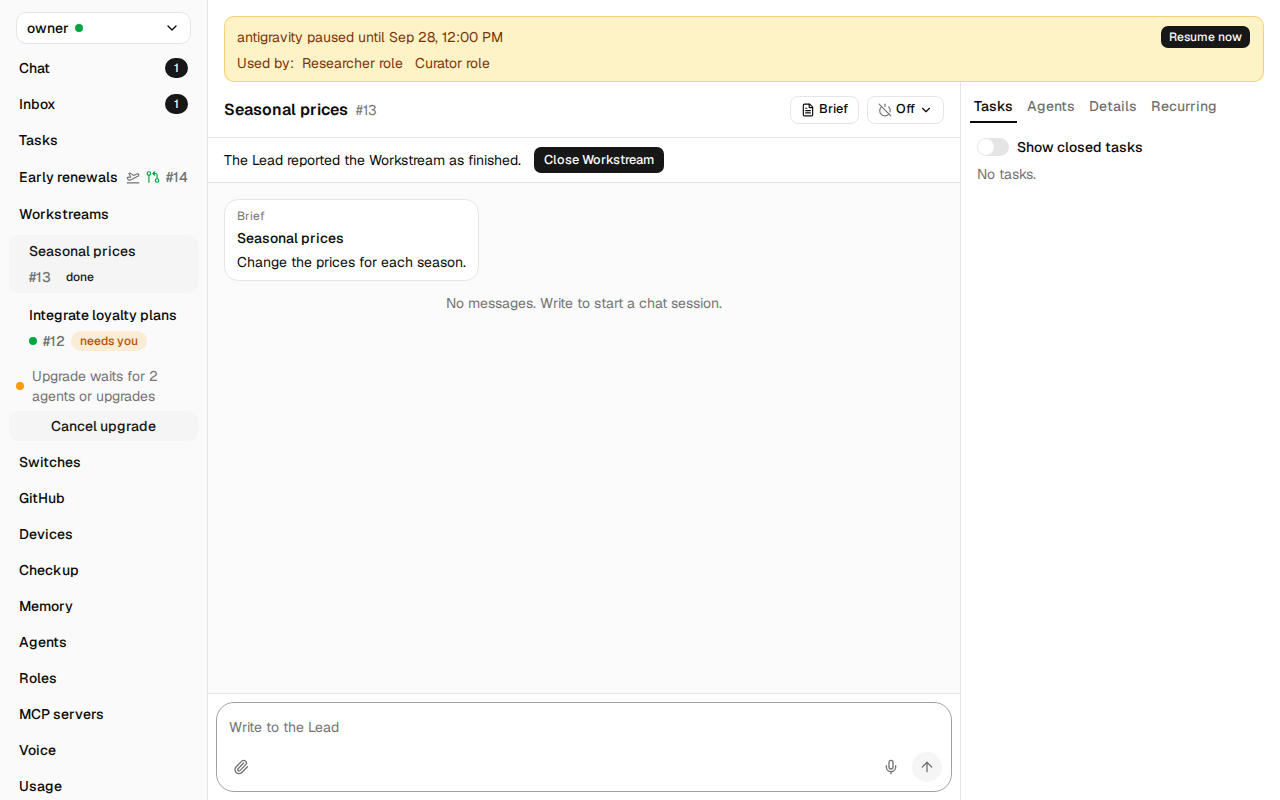 owner
Chat 1
Inbox 1
Tasks
Early renewals #14
Workstreams
Seasonal prices
#13 done
Integrate loyalty plans
#12 needs you
Upgrade waits for 2
agents or upgrades
Cancel upgrade
Switches
GitHub
Devices
Checkup
Memory
Agents
Roles
MCP servers
Voice
Usage
antigravity paused until Sep 28, 12:00 PM
Resume now
Used by: Researcher role Curator role
Seasonal prices #13
Brief
Off
The Lead reported the Workstream as finished.
Close Workstream
Brief
Seasonal prices
Change the prices for each season.
No messages. Write to start a chat session.
Write to the Lead
Tasks Agents Details Recurring
Show closed tasks
No tasks.